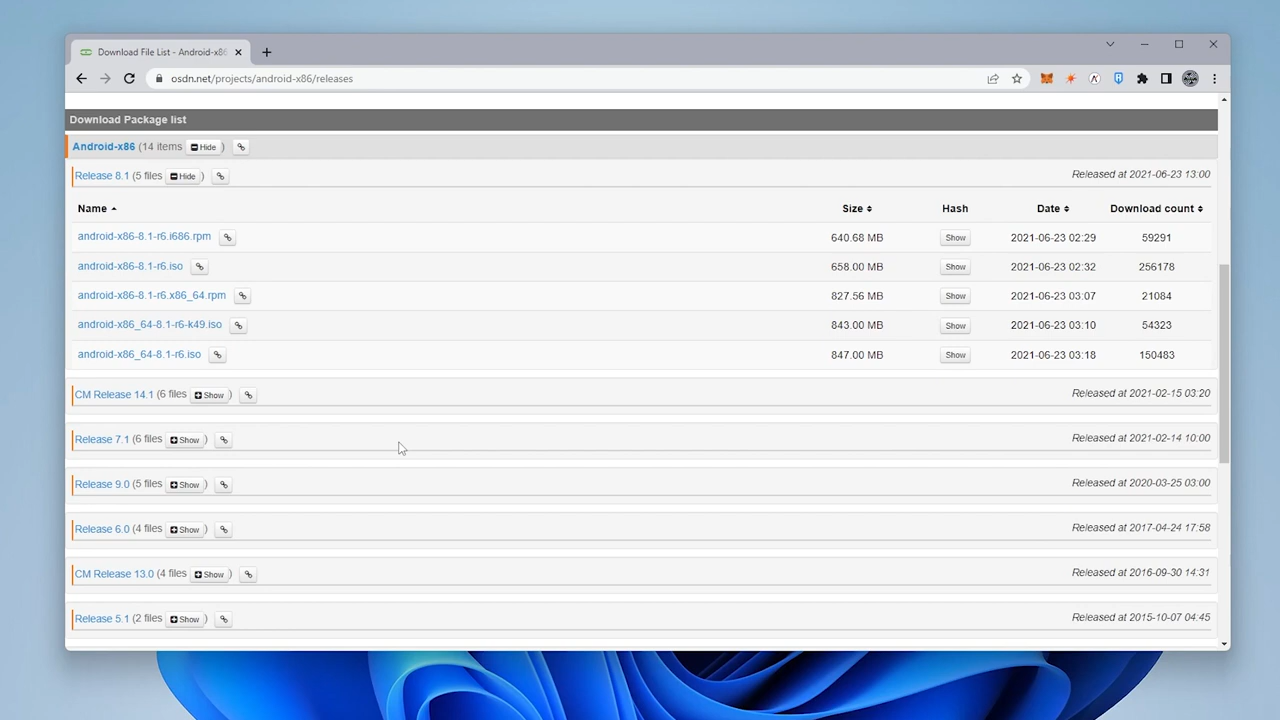 Download File List - Android-x86
osdn.net/projects/android-x86/releases
Download Package list
Android-x86 (14 items Hide )
Release 8.1 (5 files Hide ) Released at 2021-06-23 13:00
Name Size Hash Date Download count
android-x86-8.1-r6.i686.rpm 640.68 MB Show 2021-06-23 02:29 59291
android-x86-8.1-r6.iso 658.00 MB Show 2021-06-23 02:32 256178
android-x86-8.1-r6.x86_64.rpm 827.56 MB Show 2021-06-23 03:07 21084
android-x86_64-8.1-r6-k49.iso 843.00 MB Show 2021-06-23 03:10 54323
android-x86_64-8.1-r6.iso 847.00 MB Show 2021-06-23 03:18 150483
CM Release 14.1 (6 files Show ) Released at 2021-02-15 03:20
Release 7.1 (6 files Show ) Released at 2021-02-14 10:00
Release 9.0 (5 files Show ) Released at 2020-03-25 03:00
Release 6.0 (4 files Show ) Released at 2017-04-24 17:58
CM Release 13.0 (4 files Show ) Released at 2016-09-30 14:31
Release 5.1 (2 files Show ) Released at 2015-10-07 04:45